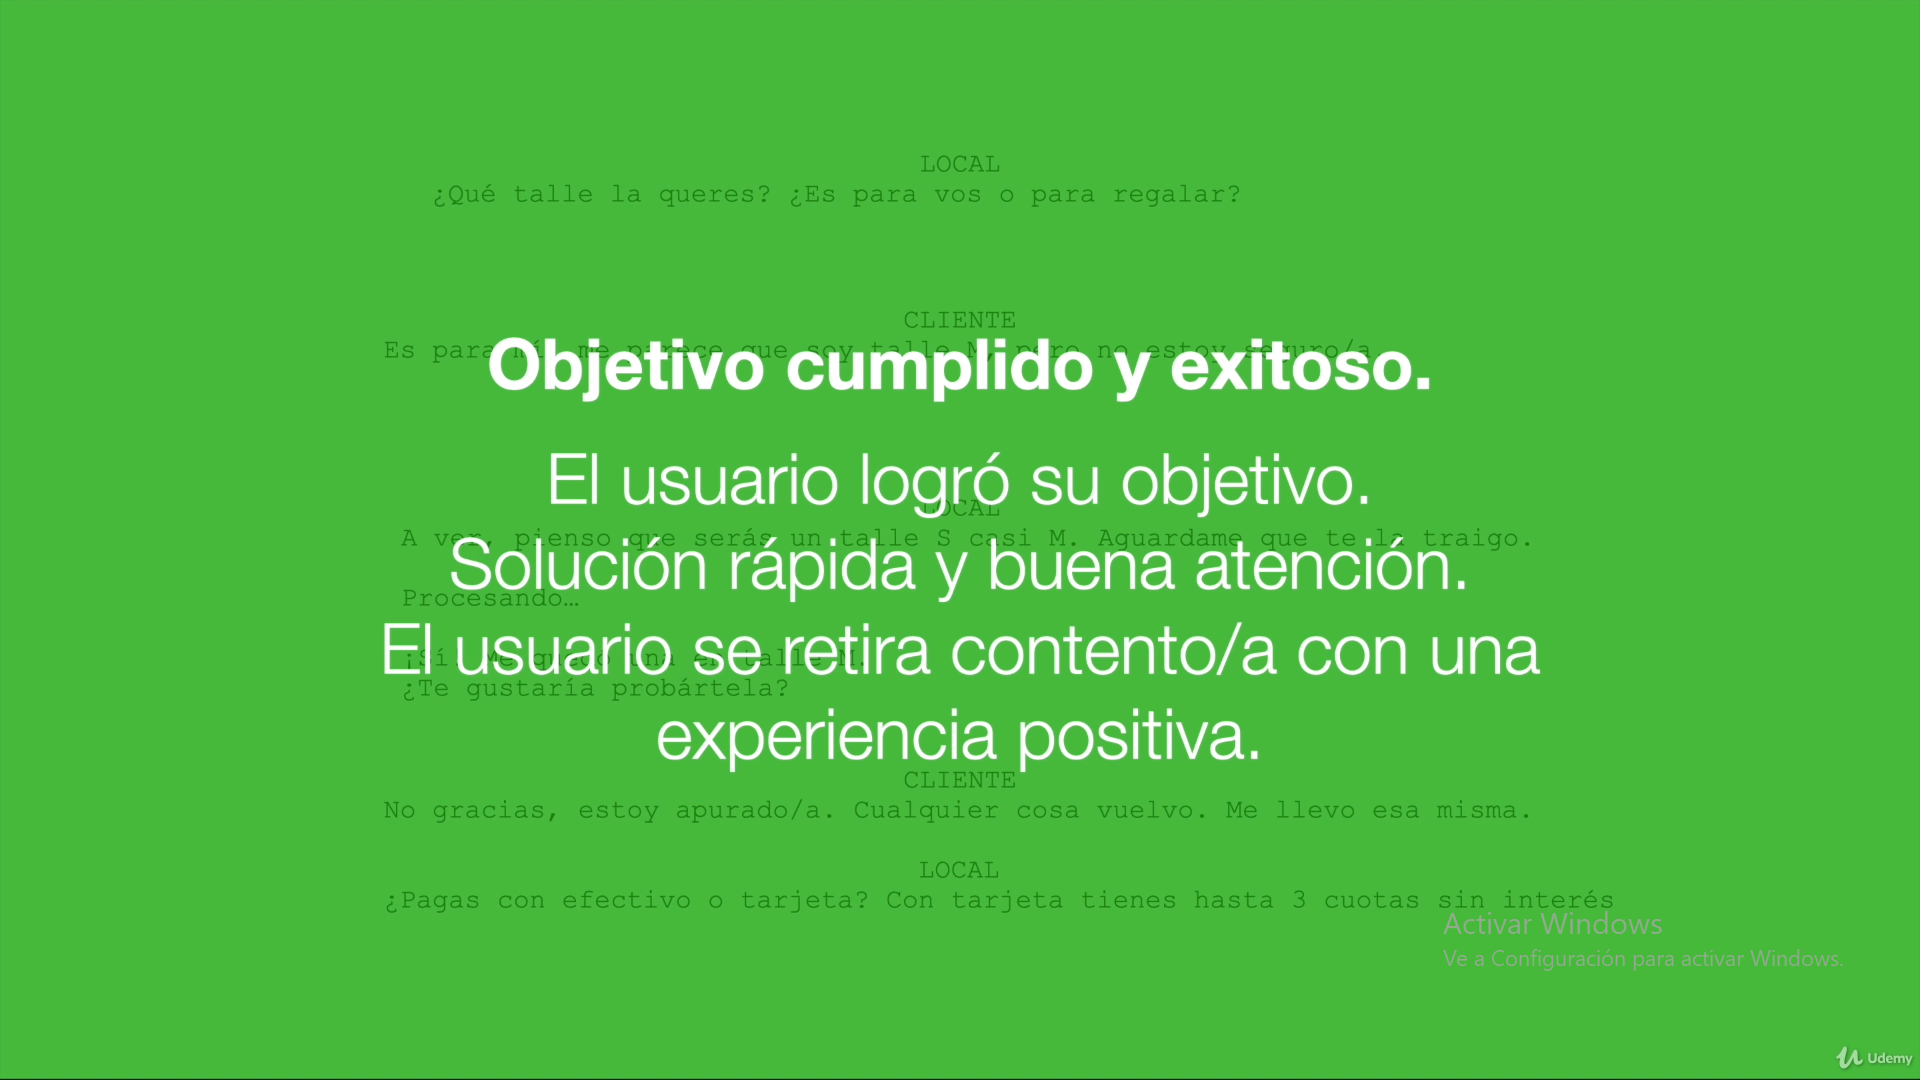 LOCAL
¿Qué talle la queres? ¿Es para vos o para regalar?
CLIENTE
Es para mí, me parece que soy talle M, pero no estoy seguro/a
Objetivo cumplido y exitoso.
El usuario logró su objetivo.
LOCAL
A ver, pienso que serás un talle S casi M. Aguardame que te la traigo.
Solución rápida y buena atención.
Procesando…
El usuario se retira contento/a con una
¡Sí! Me quedó una en talle M.
¿Te gustaría probártela?
experiencia positiva.
CLIENTE
No gracias, estoy apurado/a. Cualquier cosa vuelvo. Me llevo esa misma.
LOCAL
¿Pagas con efectivo o tarjeta? Con tarjeta tienes hasta 3 cuotas sin interés
Activar Windows
Ve a Configuración para activar Windows.
Udemy